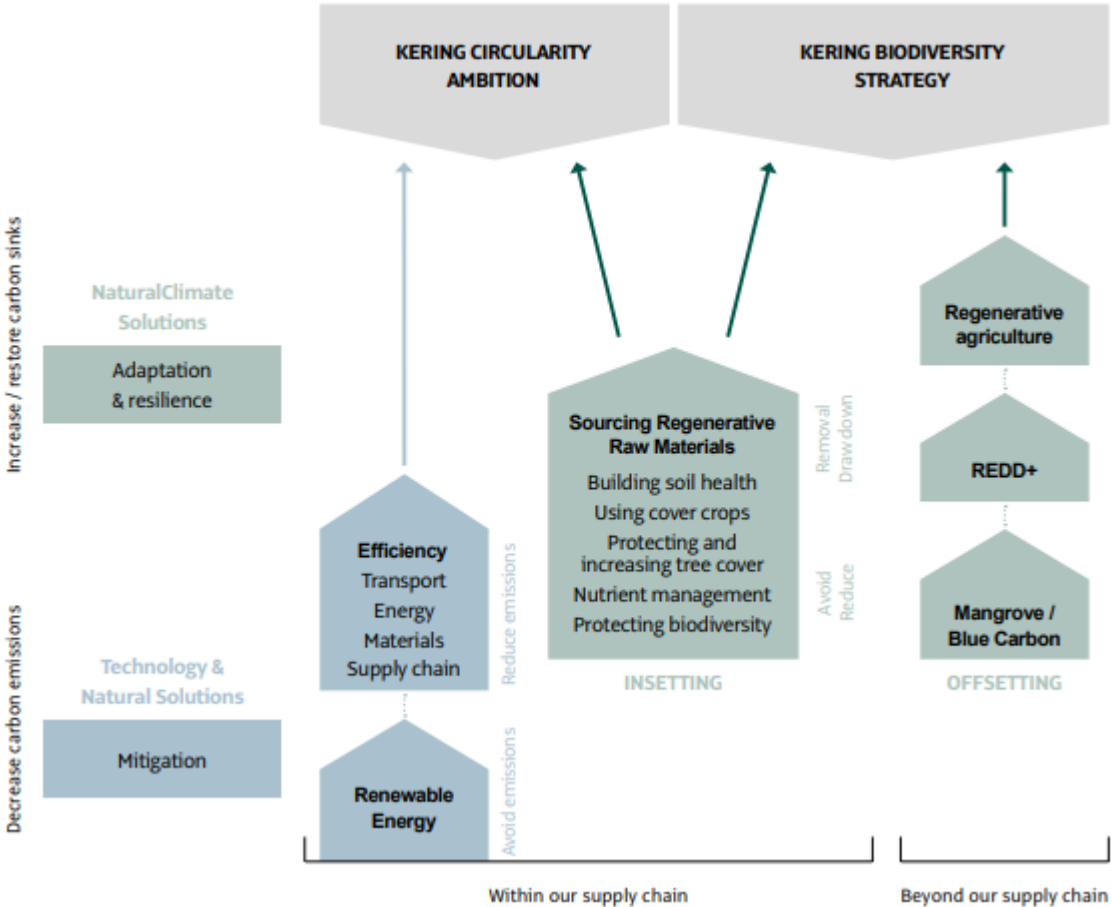 KERING CIRCULARITY
AMBITION
KERING BIODIVERSITY
STRATEGY
Increase / restore carbon sinks
NaturalClimate
Solutions
Adaptation
& resilience
Decrease carbon emissions
Technology &
Natural Solutions
Mitigation
Efficiency
Transport
Energy
Materials
Supply chain
Reduce emissions
Renewable
Energy
Avoid emissions
Sourcing Regenerative
Raw Materials
Building soil health
Using cover crops
Protecting and
increasing tree cover
Nutrient management
Protecting biodiversity
Removal
Drawdown
Avoid
Reduce
INSETTING
Regenerative
agriculture
REDD+
Mangrove /
Blue Carbon
OFFSETTING
Within our supply chain
Beyond our supply chain